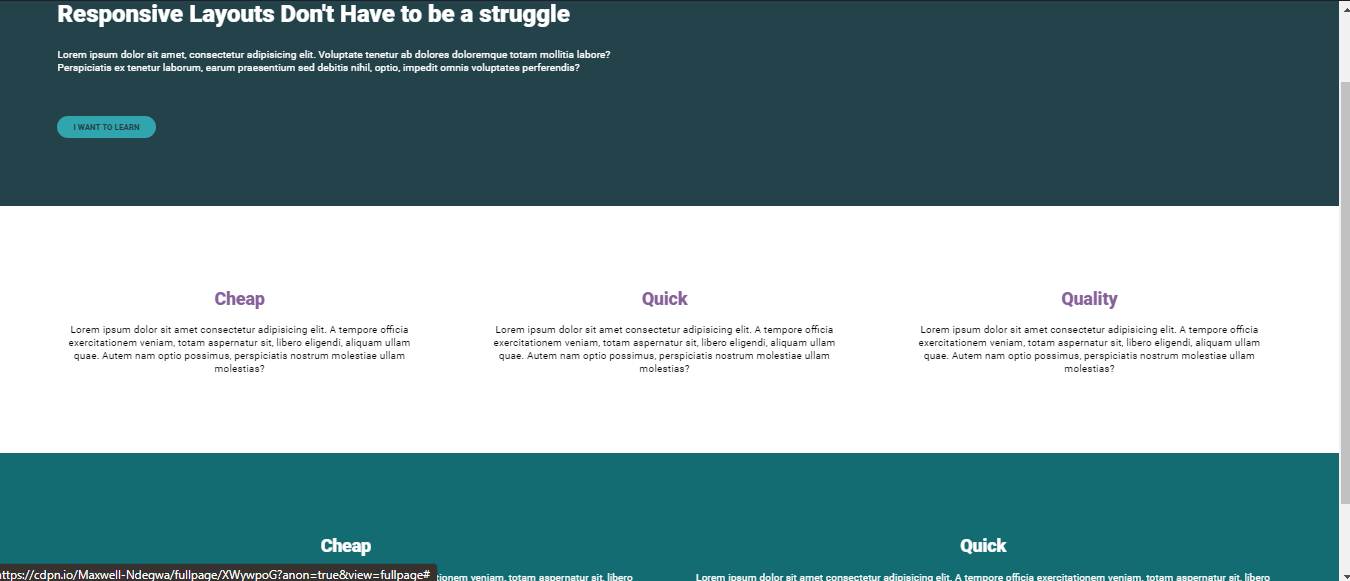 Responsive Layouts Don't Have to be a struggle
Lorem ipsum dolor sit amet, consectetur adipisicing elit. Voluptate tenetur ab dolores doloremque totam mollitia labore?
Perspiciatis ex tenetur laborum, earum praesentium sed debitis nihil, optio, impedit omnis voluptates perferendis?
I WANT TO LEARN
Cheap
Lorem ipsum dolor sit amet consectetur adipisicing elit. A tempore officia
exercitationem veniam, totam aspernatur sit, libero eligendi, aliquam ullam
quae. Autem nam optio possimus, perspiciatis nostrum molestiae ullam
molestias?
Quick
Lorem ipsum dolor sit amet consectetur adipisicing elit. A tempore officia
exercitationem veniam, totam aspernatur sit, libero eligendi, aliquam ullam
quae. Autem nam optio possimus, perspiciatis nostrum molestiae ullam
molestias?
Quality
Lorem ipsum dolor sit amet consectetur adipisicing elit. A tempore officia
exercitationem veniam, totam aspernatur sit, libero eligendi, aliquam ullam
quae. Autem nam optio possimus, perspiciatis nostrum molestiae ullam
molestias?
Cheap
veniam, totam aspernatur sit, libero
Quick
Lorem ipsum dolor sit amet consectetur adipisicing elit. A tempore officia exercitationem veniam, totam aspernatur sit, libero
https://cdpn.io/Maxwell-Ndegwa/fullpage/XWywpoG?anon=true&view=fullpage#